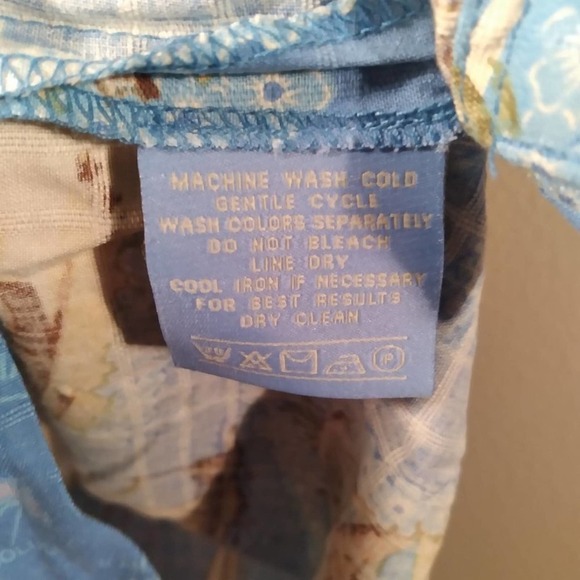 MACHINE WASH COLD
GENTLE CYCLE
WASH COLORS SEPARATELY
DO NOT BLEACH
LINE DRY
COOL IRON IF NECESSARY
FOR BEST RESULTS
DRY CLEAN
P